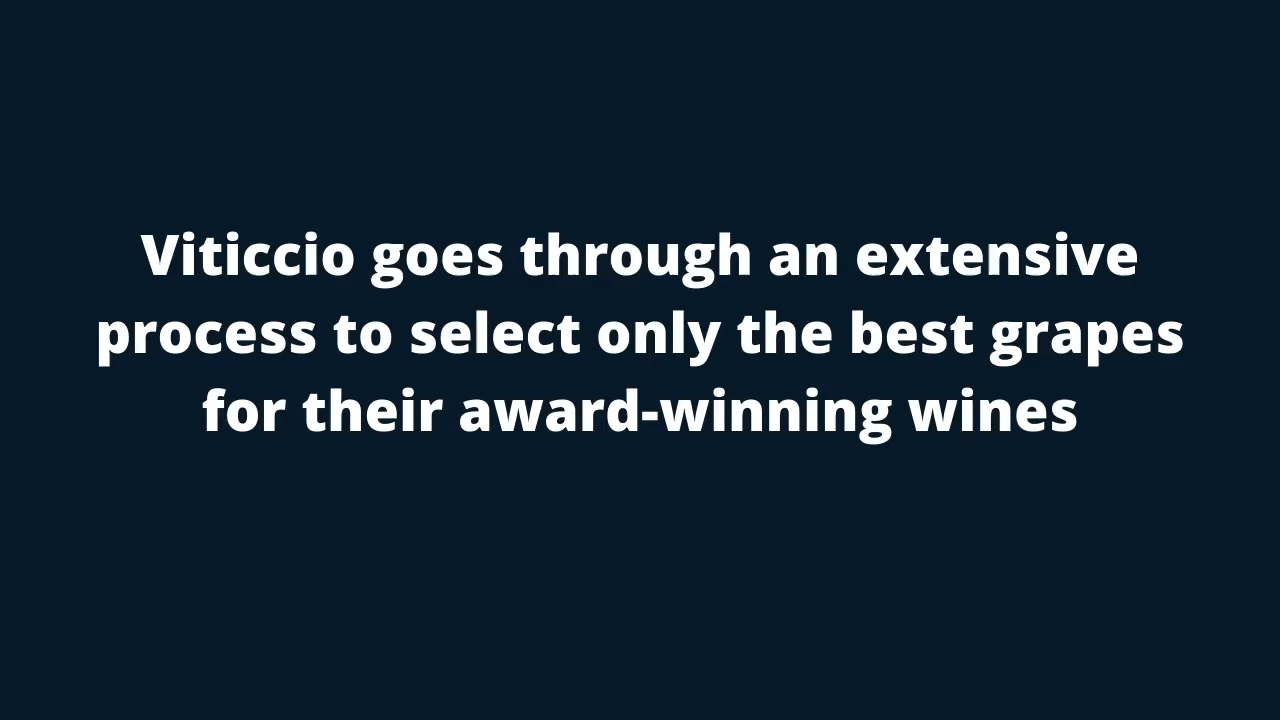 Viticcio goes through an extensive
process to select only the best grapes
for their award-winning wines